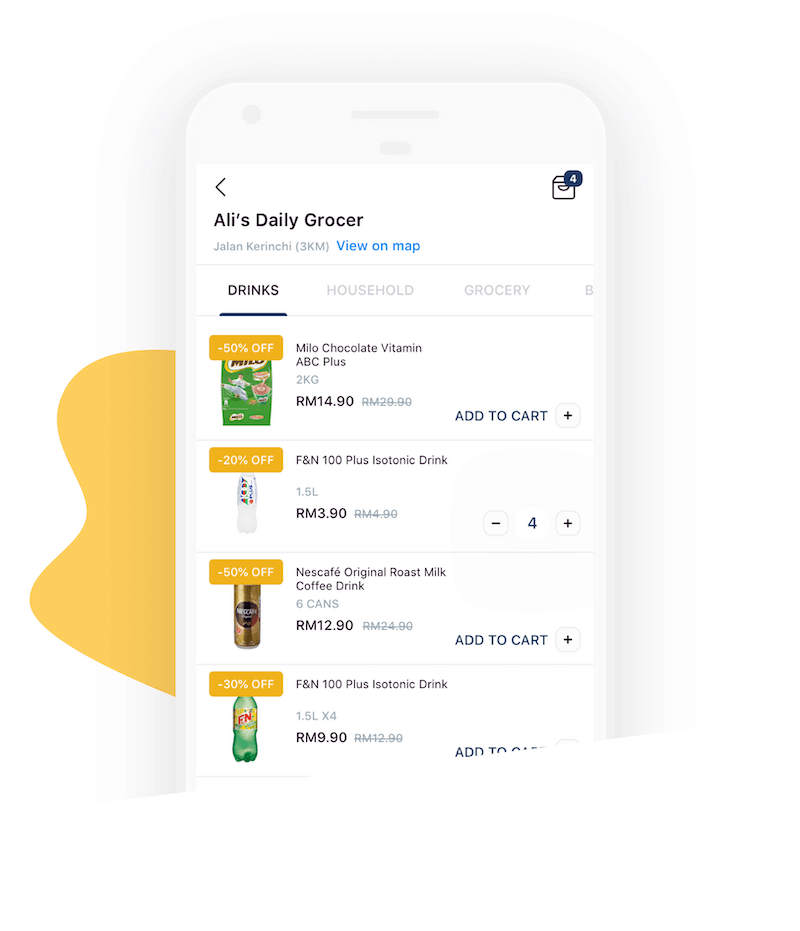 4
Ali’s Daily Grocer
Jalan Kerinchi (3KM) View on map
DRINKS HOUSEHOLD GROCERY B
-50% OFF
MILO
Milo Chocolate Vitamin
ABC Plus
2KG
RM14.90 RM29.90
ADD TO CART +
-20% OFF
F&N 100 Plus Isotonic Drink
1.5L
RM3.90 RM4.90
− 4 +
-50% OFF
NESCAFÉ
Nescafé Original Roast Milk
Coffee Drink
6 CANS
RM12.90 RM24.90
ADD TO CART +
-30% OFF
F&N
F&N 100 Plus Isotonic Drink
1.5L X4
RM9.90 RM12.90
ADD TO CART